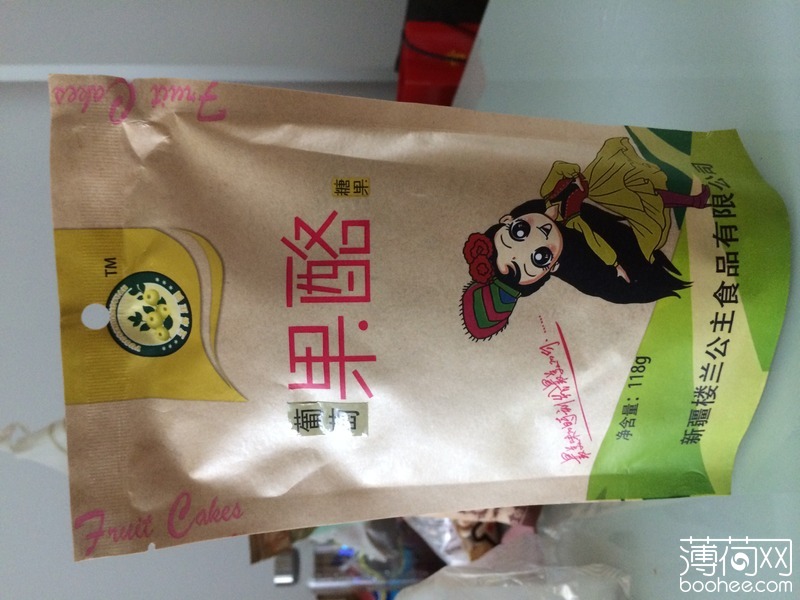 Fruit Cakes
Fruit Cakes
TM
葡萄
果酪
糖果
净含量：118g
新疆楼兰公主食品有限公司
薄荷网
boohee.com